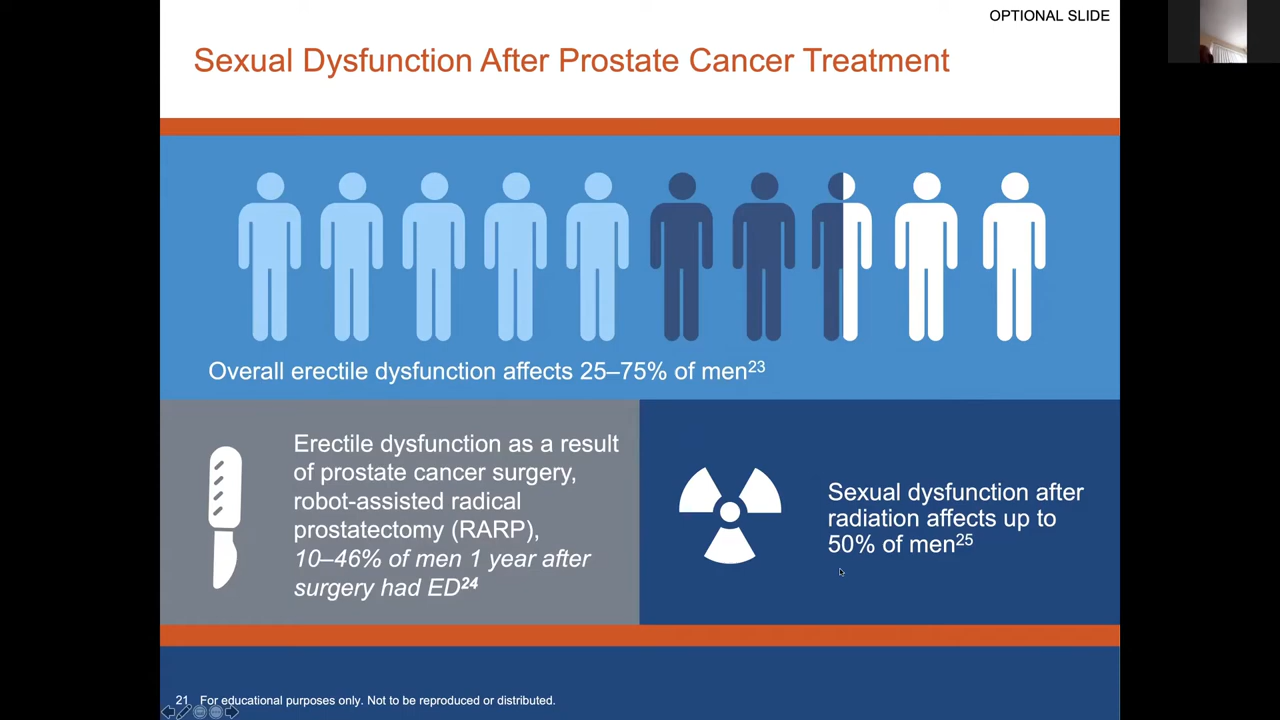 OPTIONAL SLIDE
Sexual Dysfunction After Prostate Cancer Treatment
Overall erectile dysfunction affects 25–75% of men23
Erectile dysfunction as a result
of prostate cancer surgery,
robot-assisted radical
prostatectomy (RARP),
10–46% of men 1 year after
surgery had ED24
Sexual dysfunction after
radiation affects up to
50% of men25
21 For educational purposes only. Not to be reproduced or distributed.